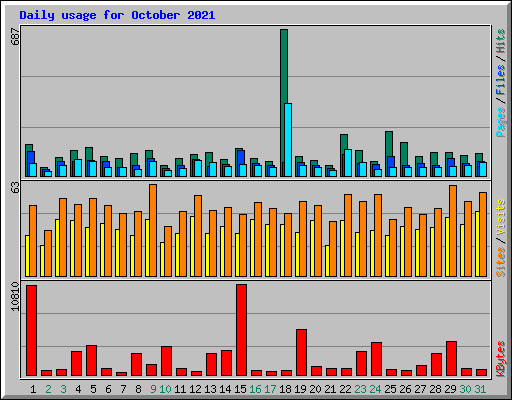 Daily usage for October 2021
687
Pages / Files / Hits
63
Sites / Visits
10810
KBytes
1 2 3 4 5 6 7 8 9 10 11 12 13 14 15 16 17 18 19 20 21 22 23 24 25 26 27 28 29 30 31